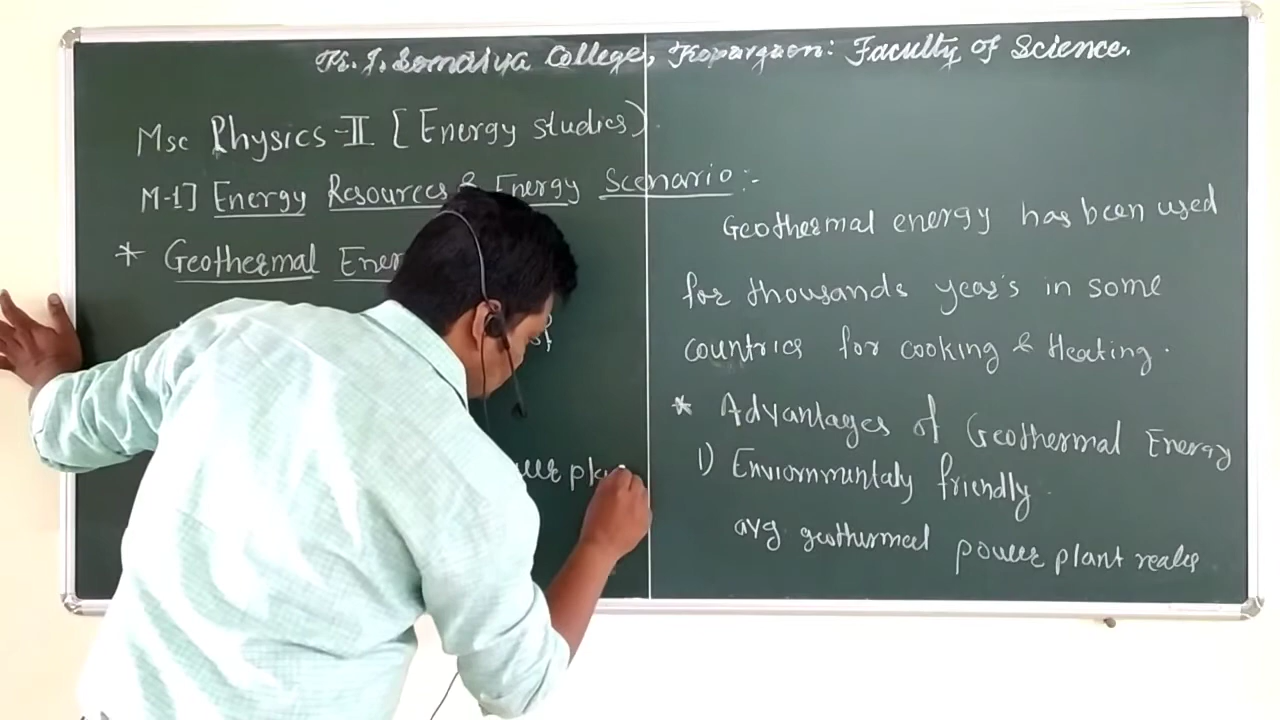 K. J. Somaiya College, Kopargaon: Faculty of Science.
Msc Physics-II [Energy studies)
M-1] Energy Resources & Energy Scenario:-
* Geothermal Ener
Geothermal energy has been used
for thousands year's in some
countries for cooking & Heating.
* Advantages of Geothermal Energy
1) Enviornmentaly friendly.
avg geothermal power plant reales